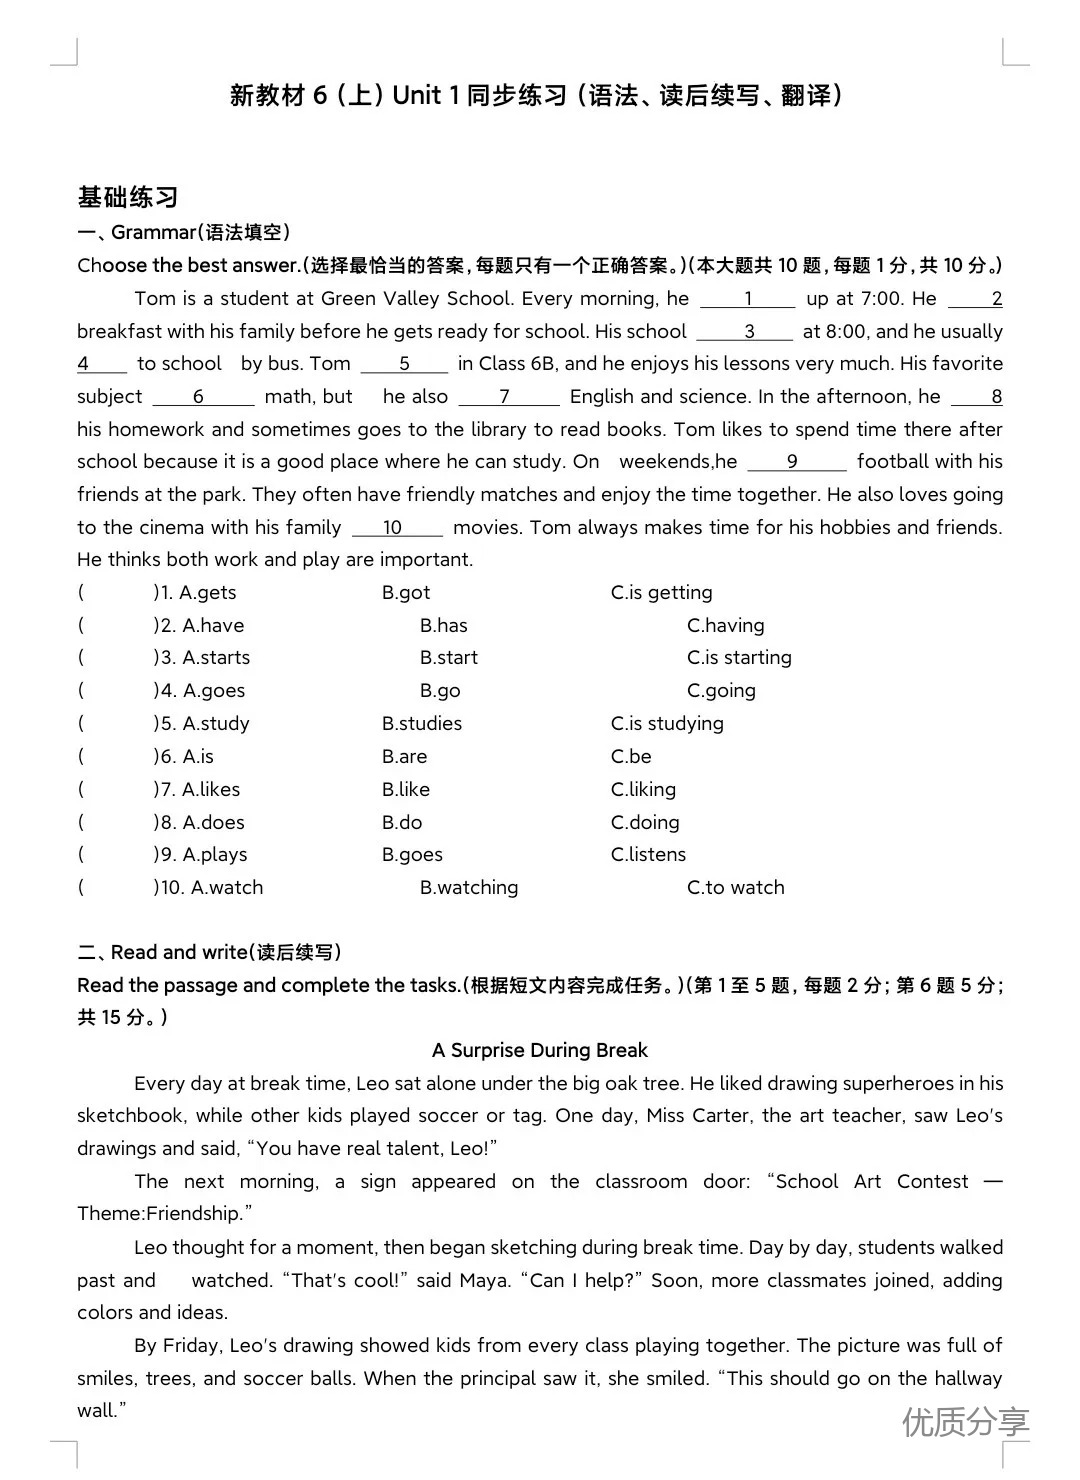 新教材 6（上）Unit 1 同步练习（语法、读后续写、翻译）
基础练习
一、Grammar(语法填空)
Choose the best answer.(选择最恰当的答案,每题只有一个正确答案。)(本大题共 10 题,每题 1 分,共 10 分。)
Tom is a student at Green Valley School. Every morning, he ____1____ up at 7:00. He ____2
breakfast with his family before he gets ready for school. His school ____3____ at 8:00, and he usually
4____ to school by bus. Tom ____5____ in Class 6B, and he enjoys his lessons very much. His favorite
subject ____6____ math, but he also ____7____ English and science. In the afternoon, he ____8
his homework and sometimes goes to the library to read books. Tom likes to spend time there after
school because it is a good place where he can study. On weekends,he ____9____ football with his
friends at the park. They often have friendly matches and enjoy the time together. He also loves going
to the cinema with his family ____10____ movies. Tom always makes time for his hobbies and friends.
He thinks both work and play are important.
( )1. A.gets B.got C.is getting
( )2. A.have B.has C.having
( )3. A.starts B.start C.is starting
( )4. A.goes B.go C.going
( )5. A.study B.studies C.is studying
( )6. A.is B.are C.be
( )7. A.likes B.like C.liking
( )8. A.does B.do C.doing
( )9. A.plays B.goes C.listens
( )10. A.watch B.watching C.to watch
二、Read and write(读后续写)
Read the passage and complete the tasks.(根据短文内容完成任务。)(第 1 至 5 题, 每题 2 分; 第 6 题 5 分;
共 15 分。)
A Surprise During Break
Every day at break time, Leo sat alone under the big oak tree. He liked drawing superheroes in his
sketchbook, while other kids played soccer or tag. One day, Miss Carter, the art teacher, saw Leo's
drawings and said, “You have real talent, Leo!”
The next morning, a sign appeared on the classroom door: “School Art Contest —
Theme:Friendship.”
Leo thought for a moment, then began sketching during break time. Day by day, students walked
past and watched. “That's cool!” said Maya. “Can I help?” Soon, more classmates joined, adding
colors and ideas.
By Friday, Leo's drawing showed kids from every class playing together. The picture was full of
smiles, trees, and soccer balls. When the principal saw it, she smiled. “This should go on the hallway
wall.”
优质分享